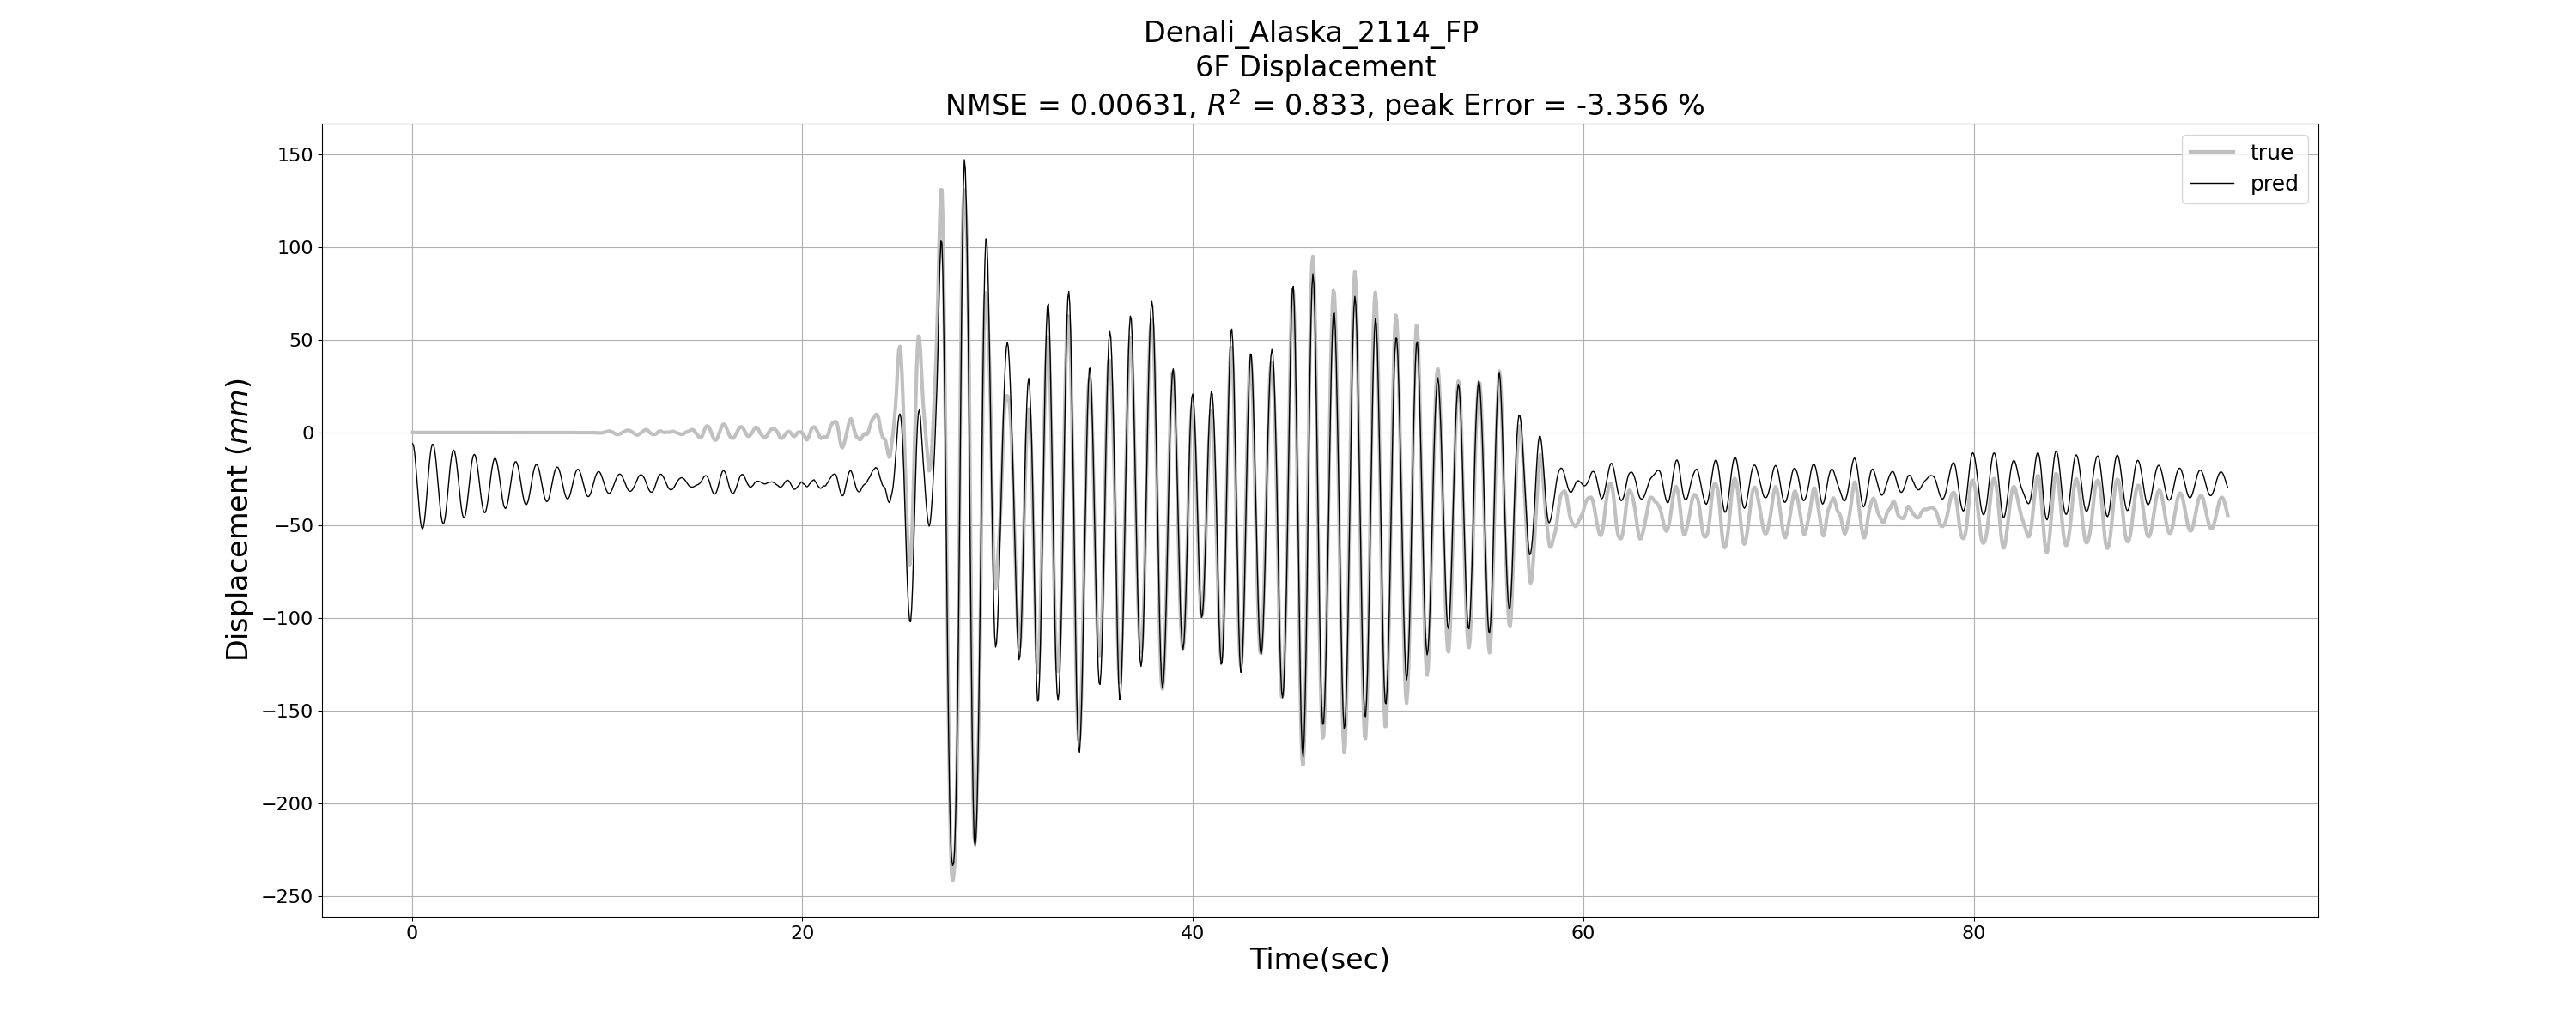 Denali_Alaska_2114_FP
6F Displacement
NMSE = 0.00631, R² = 0.833, peak Error = -3.356 %
true
pred
150
100
50
0
−50
−100
−150
−200
−250
Displacement (mm)
0 20 40 60 80
Time(sec)